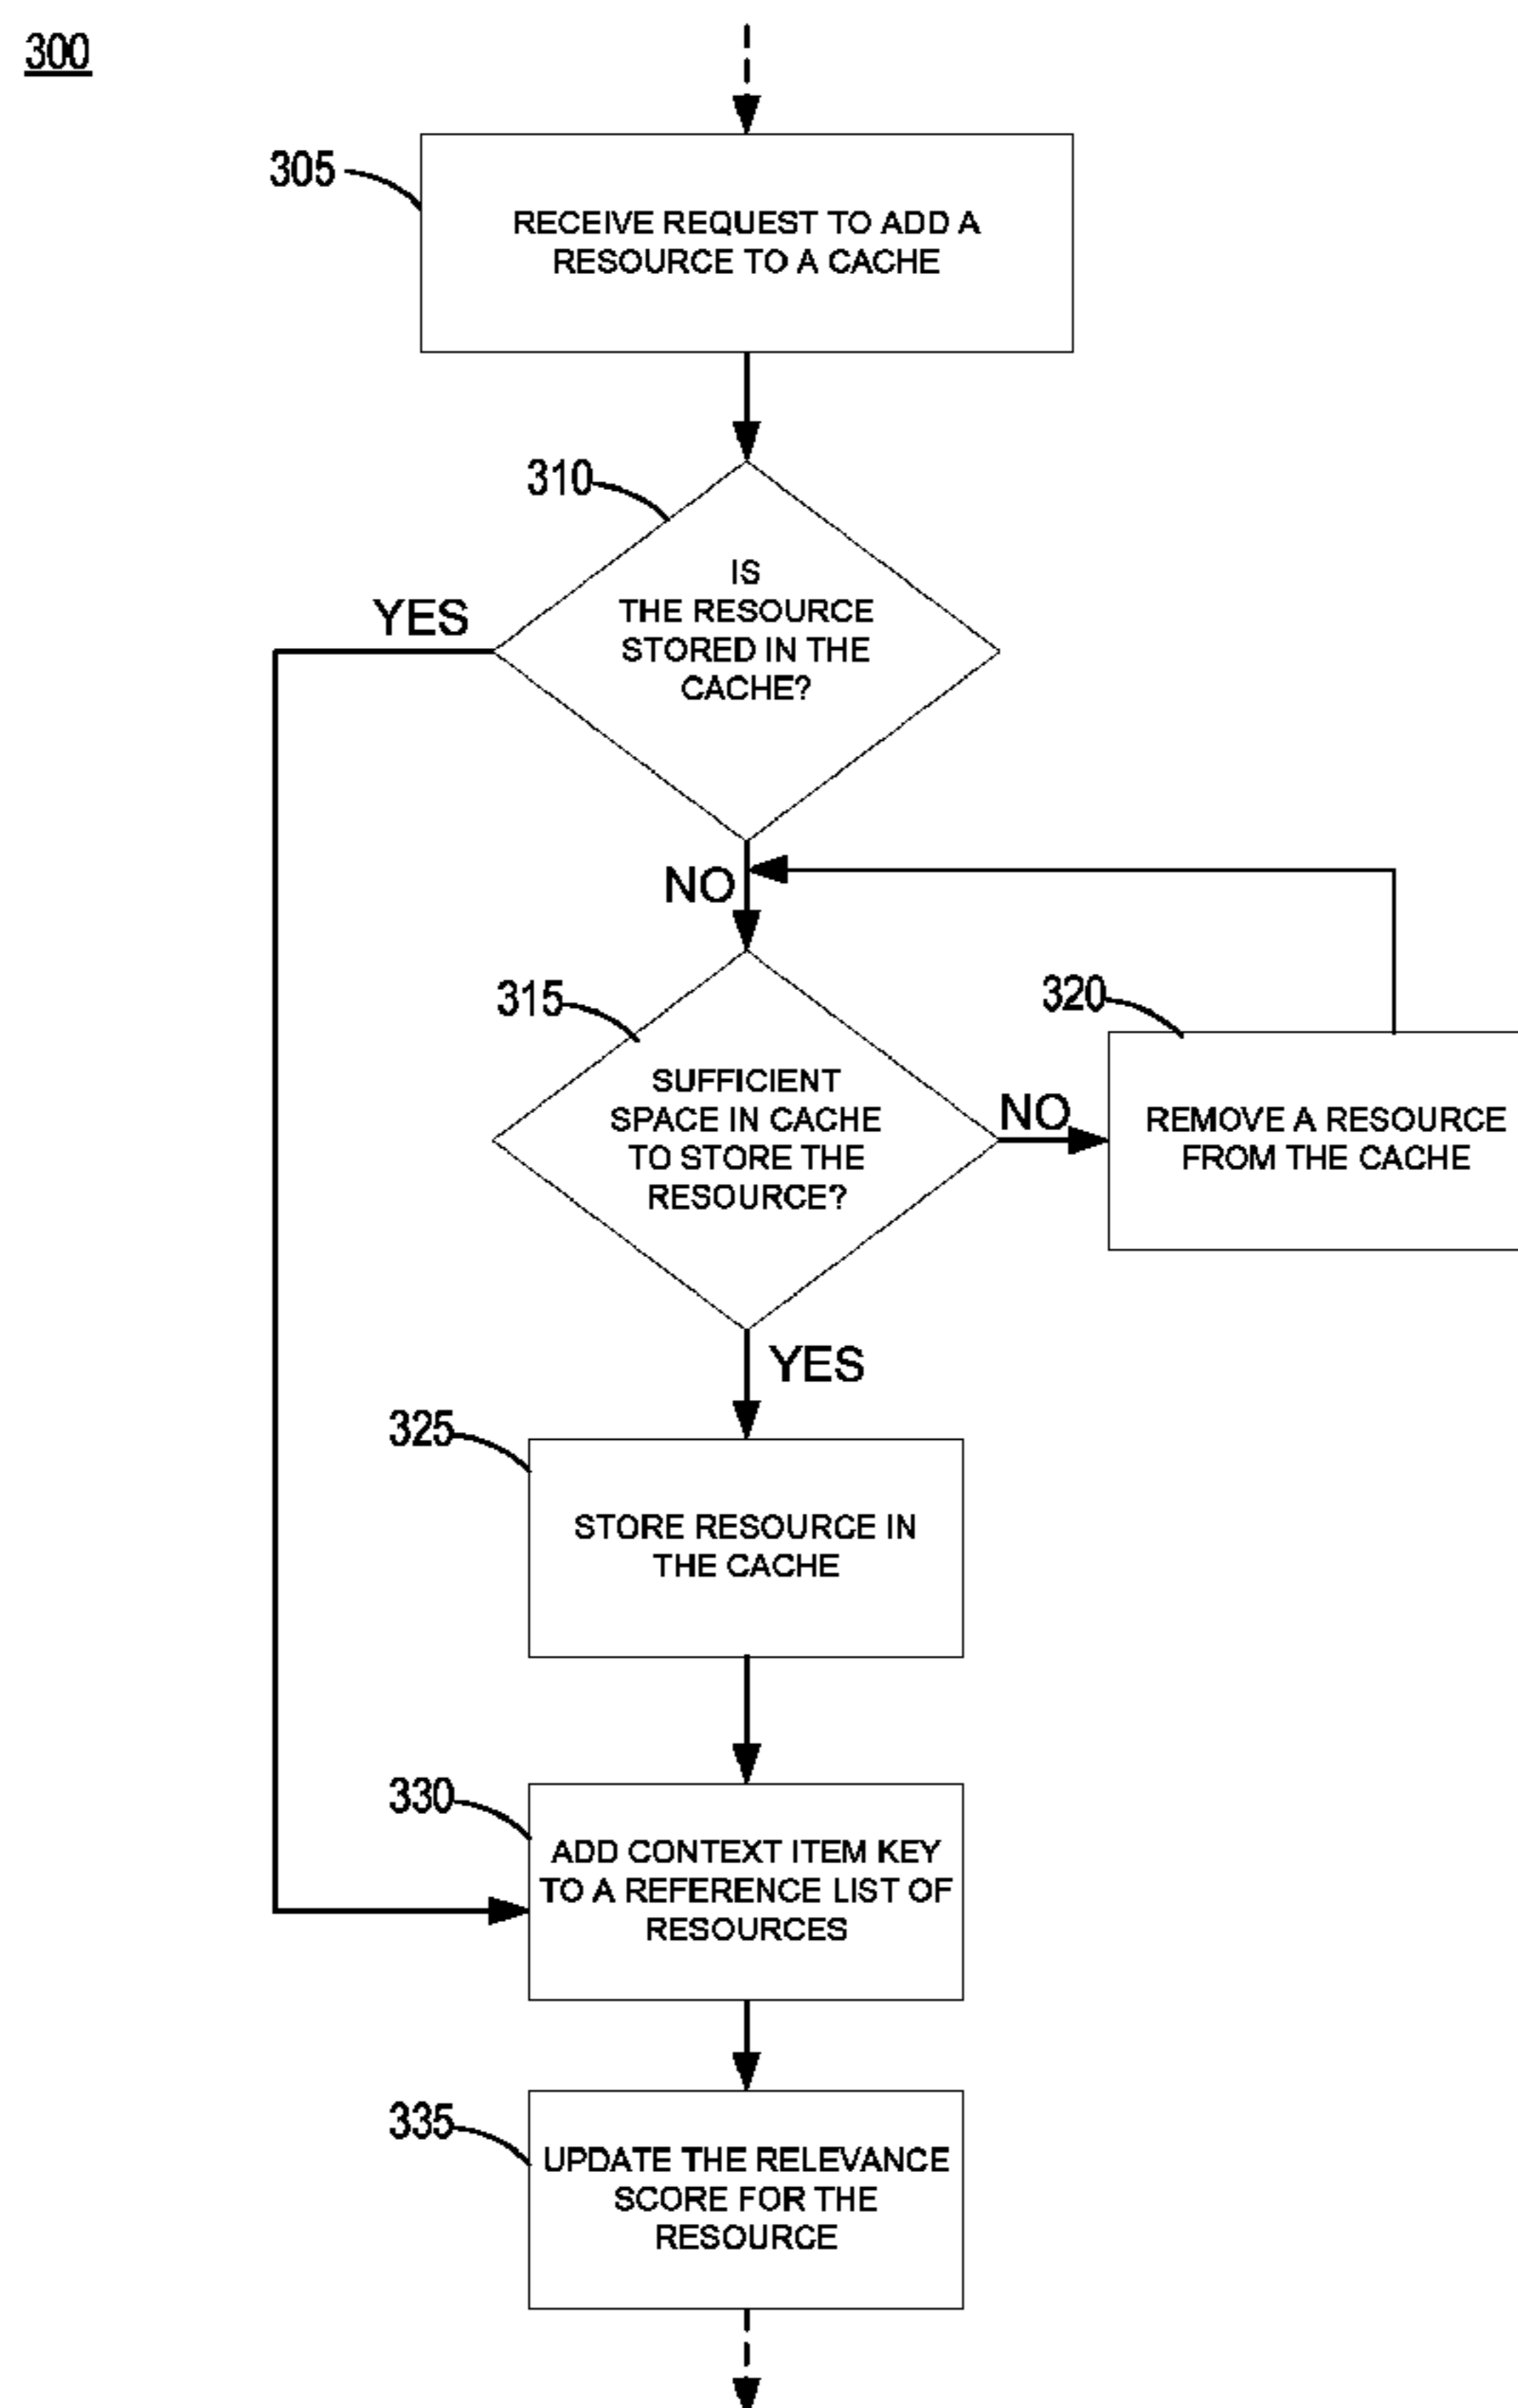 300
305
RECEIVE REQUEST TO ADD A
RESOURCE TO A CACHE
310
IS
THE RESOURCE
STORED IN THE
CACHE?
YES
NO
315
SUFFICIENT
SPACE IN CACHE
TO STORE THE
RESOURCE?
NO
320
REMOVE A RESOURCE
FROM THE CACHE
YES
325
STORE RESOURCE IN
THE CACHE
330
ADD CONTEXT ITEM KEY
TO A REFERENCE LIST OF
RESOURCES
335
UPDATE THE RELEVANCE
SCORE FOR THE
RESOURCE